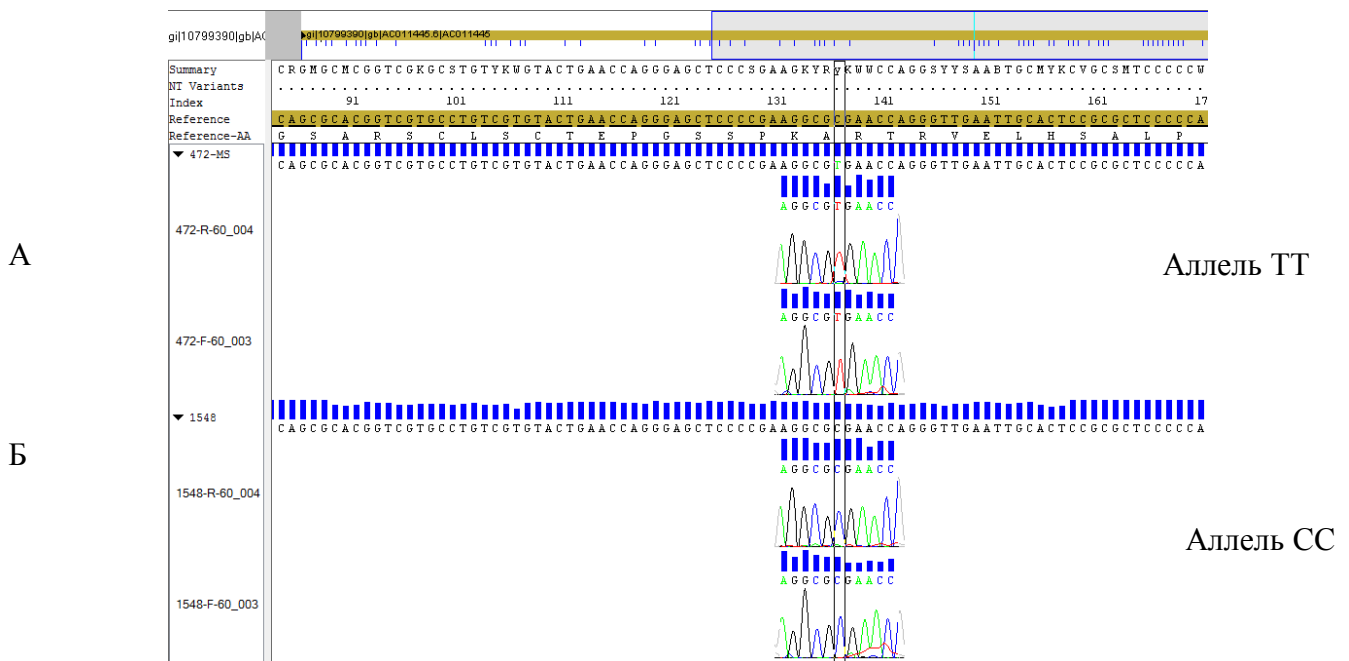 gi|10799390|gb|AC
gi|10799390|gb|AC011445.6|AC011445
Summary CRGMGCMCGGTCGKGCSTGTYKWGTACTGAACCAGGGAGCTCCCSGAAGKYRyKWWCCAGGSYYSAABTGCMYKCVGCSMTCCCCCW
NT Variants
Index 91 101 111 121 131 141 151 161 17
Reference CAGCGCACGGTCGTGCCTGTCGTGTACTGAACCAGGGAGCTCCCCGAAGGCGCGAACCAGGGTTGAATTGCACTCCGCGCTCCCCCA
Reference-AA G S A R S C L S C T E P G S S P K A R T R V E L H S A L P
472-MS
CAGCGCACGGTCGTGCCTGTCGTGTACTGAACCAGGGAGCTCCCCGAAGGCGTGAACCAGGGTTGAATTGCACTCCGCGCTCCCCCA
AGGCGTGAACC
А
472-R-60_004
Аллель ТТ
AGGCGTGAACC
472-F-60_003
1548
CAGCGCACGGTCGTGCCTGTCGTGTACTGAACCAGGGAGCTCCCCGAAGGCGCGAACCAGGGTTGAATTGCACTCCGCGCTCCCCCA
Б
AGGCGCGAACC
1548-R-60_004
Аллель СС
AGGCGCGAACC
1548-F-60_003